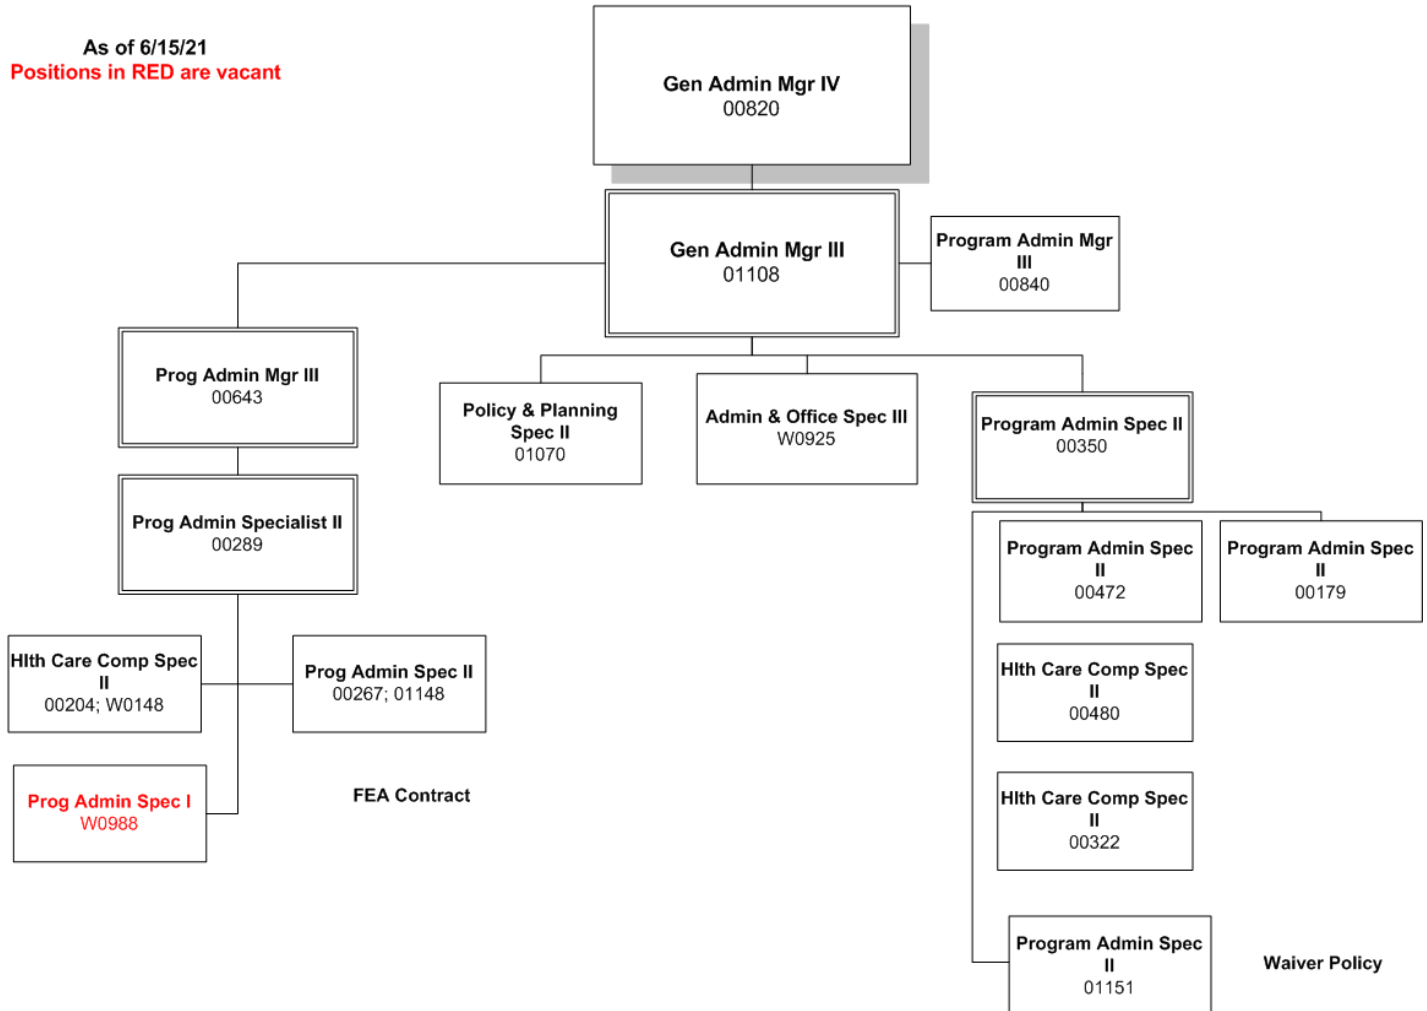 As of 6/15/21
Positions in RED are vacant
Gen Admin Mgr IV
00820
Gen Admin Mgr III
01108
Program Admin Mgr
III
00840
Prog Admin Mgr III
00643
Policy & Planning
Spec II
01070
Admin & Office Spec III
W0925
Program Admin Spec II
00350
Prog Admin Specialist II
00289
Program Admin Spec
II
00472
Program Admin Spec
II
00179
Hlth Care Comp Spec
II
00204; W0148
Prog Admin Spec II
00267; 01148
Hlth Care Comp Spec
II
00480
Prog Admin Spec I
W0988
FEA Contract
Hlth Care Comp Spec
II
00322
Program Admin Spec
II
01151
Waiver Policy